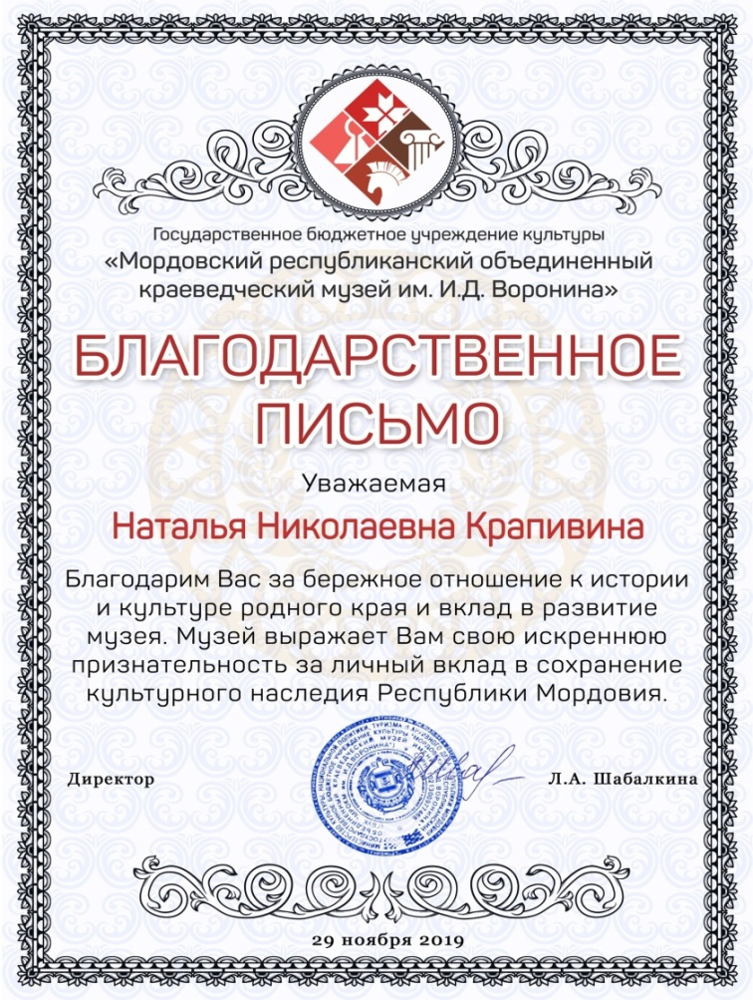 Государственное бюджетное учреждение культуры
«Мордовский республиканский объединенный
краеведческий музей им. И.Д. Воронина»
БЛАГОДАРСТВЕННОЕ
ПИСЬМО
Уважаемая
Наталья Николаевна Крапивина
Благодарим Вас за бережное отношение к истории
и культуре родного края и вклад в развитие
музея. Музей выражает Вам свою искреннюю
признательность за личный вклад в сохранение
культурного наследия Республики Мордовия.
Директор
Л.А. Шабалкина
29 ноября 2019